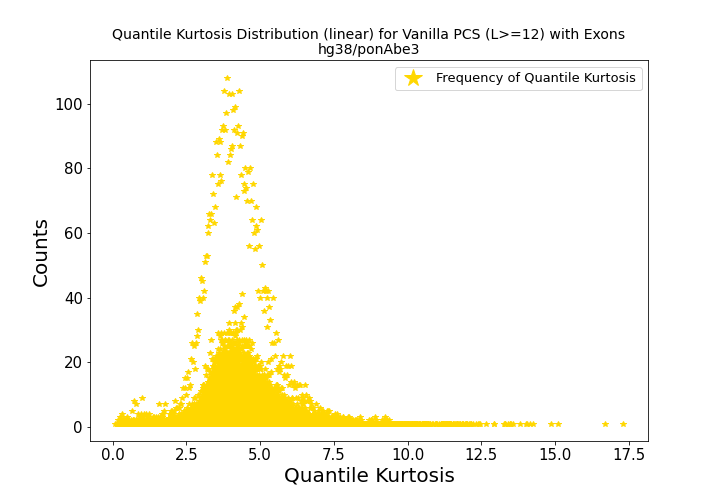 Quantile Kurtosis Distribution (linear) for Vanilla PCS (L>=12) with Exons
hg38/ponAbe3
Frequency of Quantile Kurtosis
Counts
100
80
60
40
20
0
0.0 2.5 5.0 7.5 10.0 12.5 15.0 17.5
Quantile Kurtosis